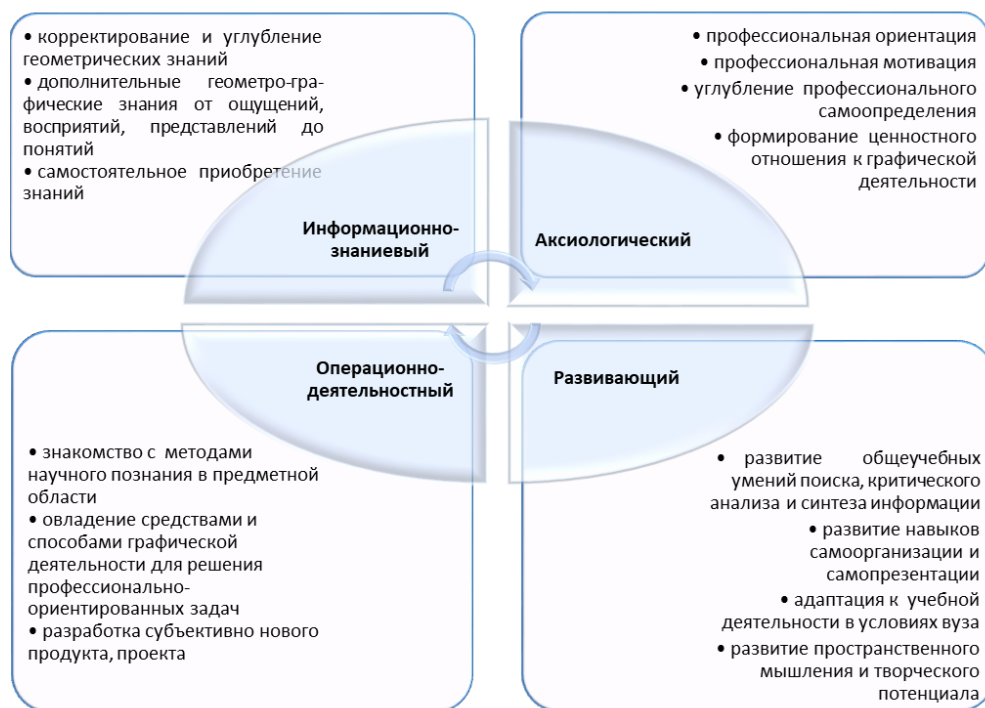 • корректирование и углубление
геометрических знаний
• дополнительные геометро-гра-
фические знания от ощущений,
восприятий, представлений до
понятий
• самостоятельное приобретение
знаний
Информационно-
знаниевый
• профессиональная ориентация
• профессиональная мотивация
• углубление профессионального
самоопределения
• формирование ценностного
отношения к графической
деятельности
Аксиологический
Операционно-
деятельностный
• знакомство с методами
научного познания в предметной
области
• овладение средствами и
способами графической
деятельности для решения
профессионально-
ориентированных задач
• разработка субъективно нового
продукта, проекта
Развивающий
• развитие общеучебных
умений поиска, критического
анализа и синтеза информации
• развитие навыков
самоорганизации и
самопрезентации
• адаптация к учебной
деятельности в условиях вуза
• развитие пространственного
мышления и творческого
потенциала